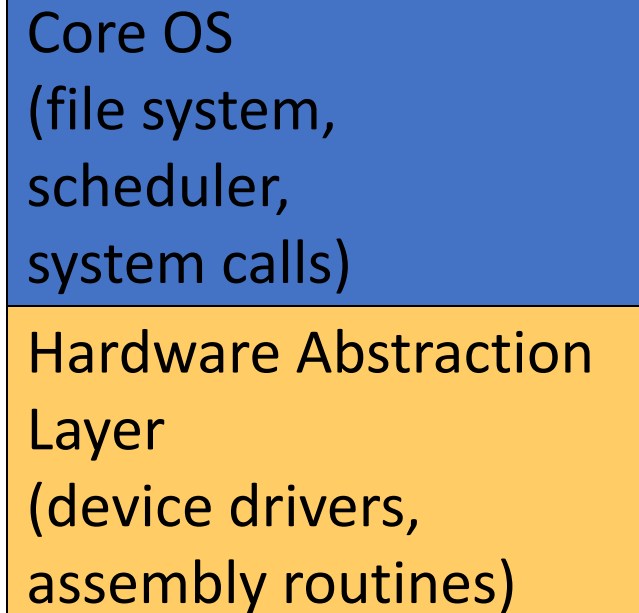 Core OS
(file system,
scheduler,
system calls)
Hardware Abstraction
Layer
(device drivers,
assembly routines)